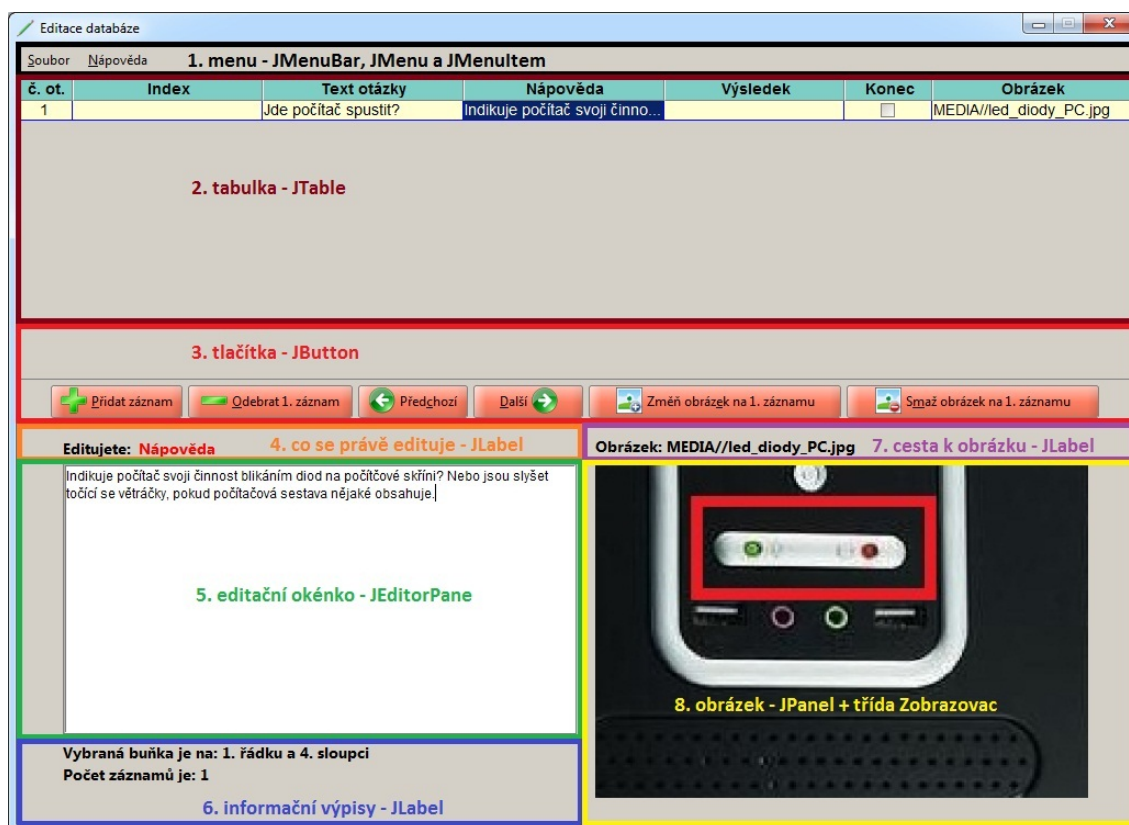 Editace databáze
Soubor Nápověda 1. menu - JMenuBar, JMenu a JMenuItem
č. ot. Index Text otázky Nápověda Výsledek Konec Obrázek
1 Jde počítač spustit? Indikuje počítač svoji činno... MEDIA//led_diody_PC.jpg
2. tabulka - JTable
3. tlačítka - JButton
Přidat záznam Odebrat 1. záznam Předchozí Další Změň obrázek na 1. záznamu Smaž obrázek na 1. záznamu
Editujete: Nápověda 4. co se právě edituje - JLabel Obrázek: MEDIA//led_diody_PC.jpg 7. cesta k obrázku - JLabel
Indikuje počítač svoji činnost blikáním diod na počítčové skříni? Nebo jsou slyšet
točící se větráčky, pokud počítačová sestava nějaké obsahuje.
5. editační okénko - JEditorPane
8. obrázek - JPanel + třída Zobrazovac
Vybraná buňka je na: 1. řádku a 4. sloupci
Počet záznamů je: 1
6. informační výpisy - JLabel